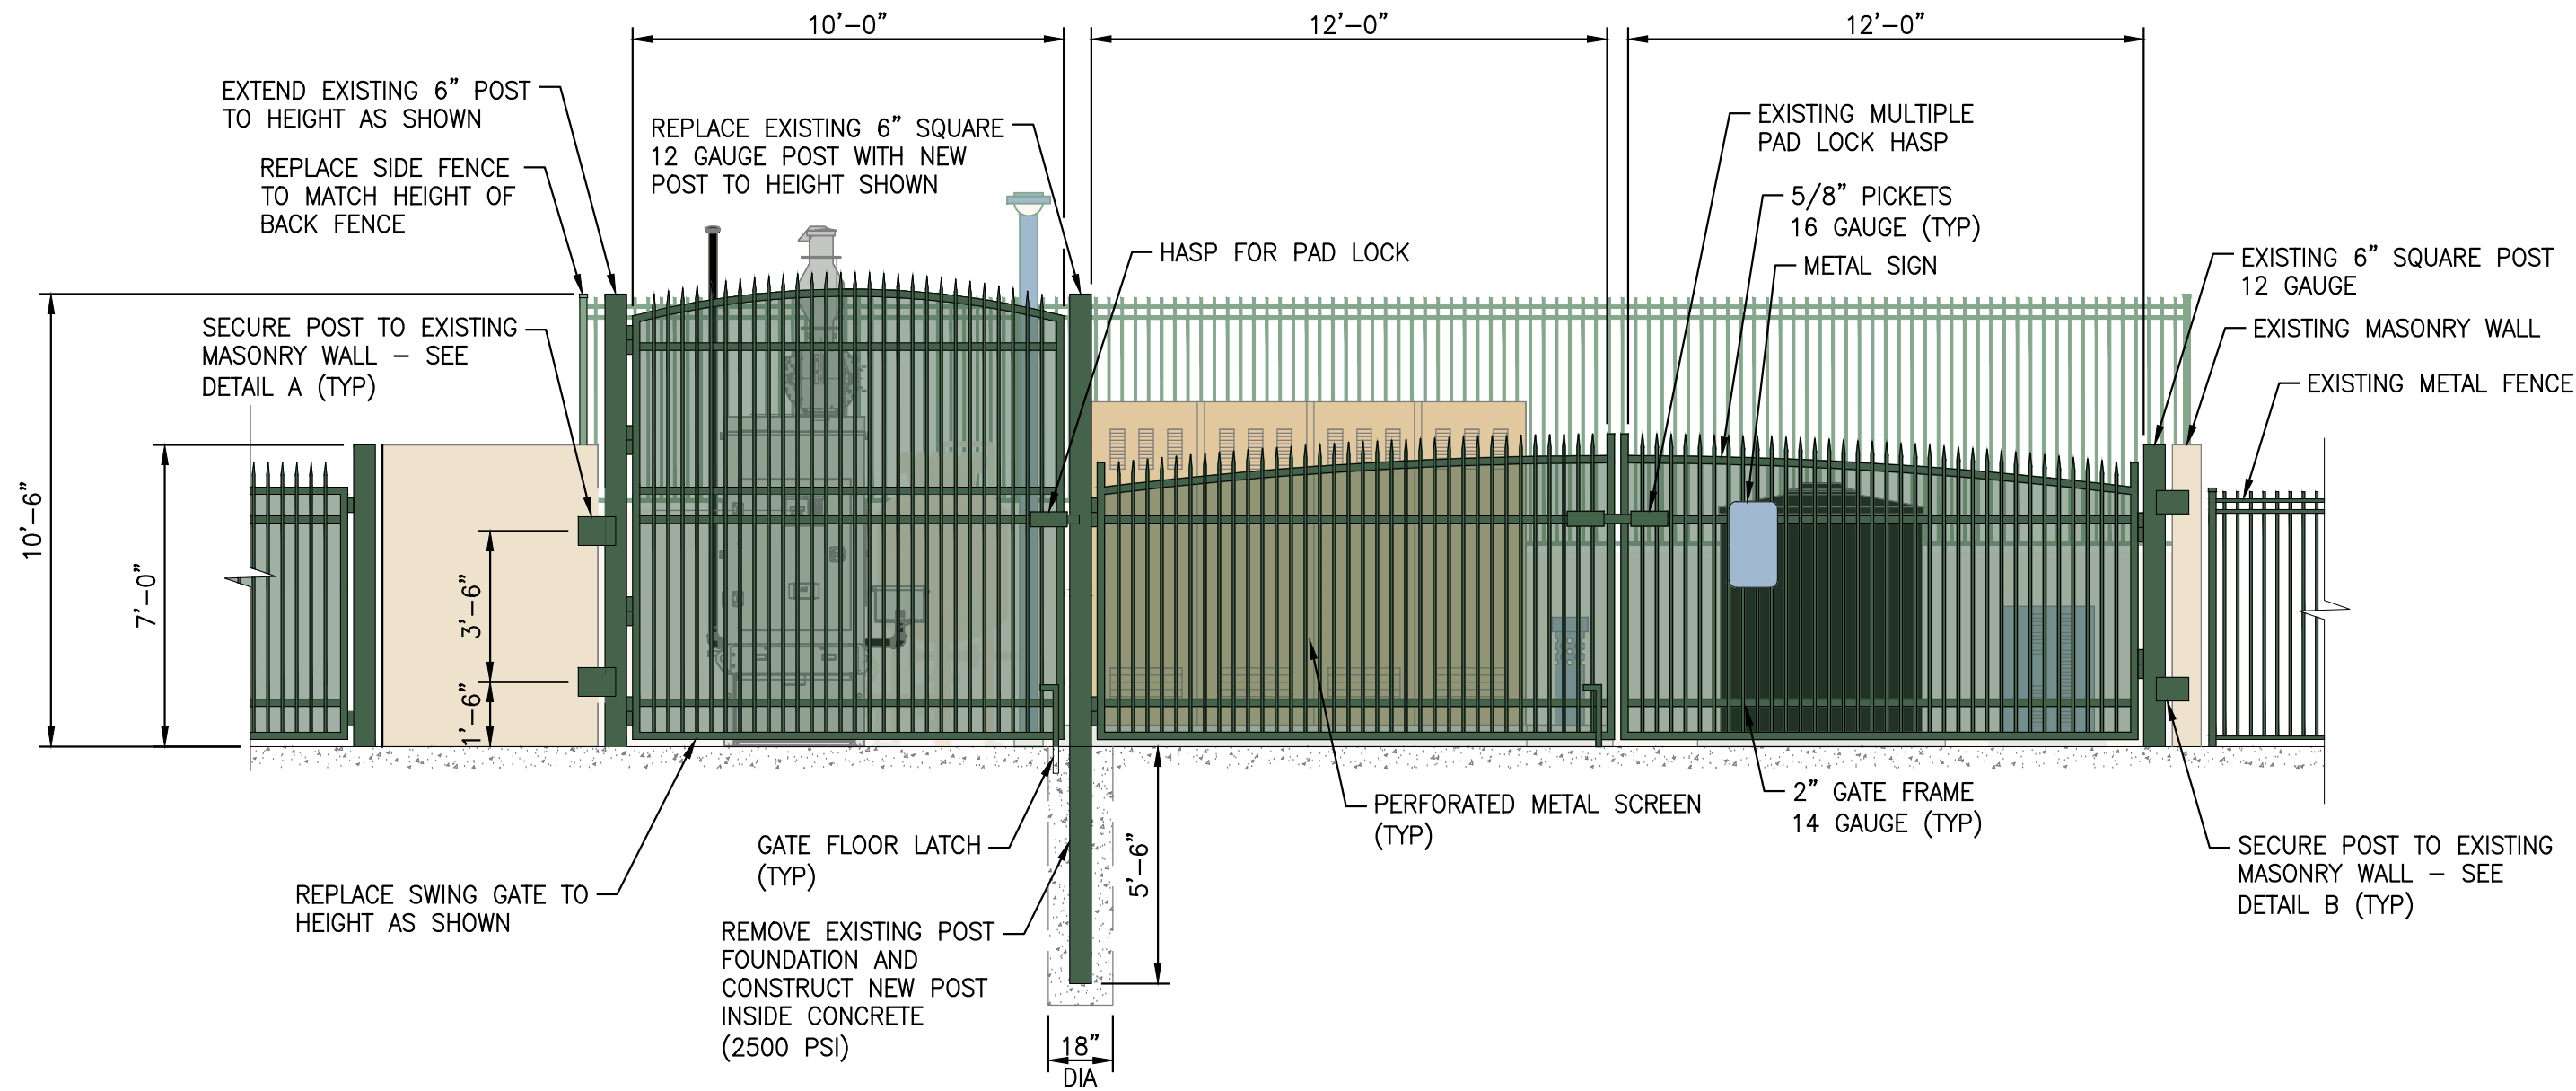 10'-0"
12'-0"
12'-0"
EXTEND EXISTING 6" POST
TO HEIGHT AS SHOWN
REPLACE SIDE FENCE
TO MATCH HEIGHT OF
BACK FENCE
REPLACE EXISTING 6" SQUARE
12 GAUGE POST WITH NEW
POST TO HEIGHT SHOWN
HASP FOR PAD LOCK
EXISTING MULTIPLE
PAD LOCK HASP
5/8" PICKETS
16 GAUGE (TYP)
METAL SIGN
EXISTING 6" SQUARE POST
12 GAUGE
EXISTING MASONRY WALL
EXISTING METAL FENCE
SECURE POST TO EXISTING
MASONRY WALL – SEE
DETAIL A (TYP)
10'-6"
7'-0"
3'-6"
1'-6"
REPLACE SWING GATE TO
HEIGHT AS SHOWN
GATE FLOOR LATCH
(TYP)
REMOVE EXISTING POST
FOUNDATION AND
CONSTRUCT NEW POST
INSIDE CONCRETE
(2500 PSI)
5'-6"
18"
DIA
PERFORATED METAL SCREEN
(TYP)
2" GATE FRAME
14 GAUGE (TYP)
SECURE POST TO EXISTING
MASONRY WALL – SEE
DETAIL B (TYP)